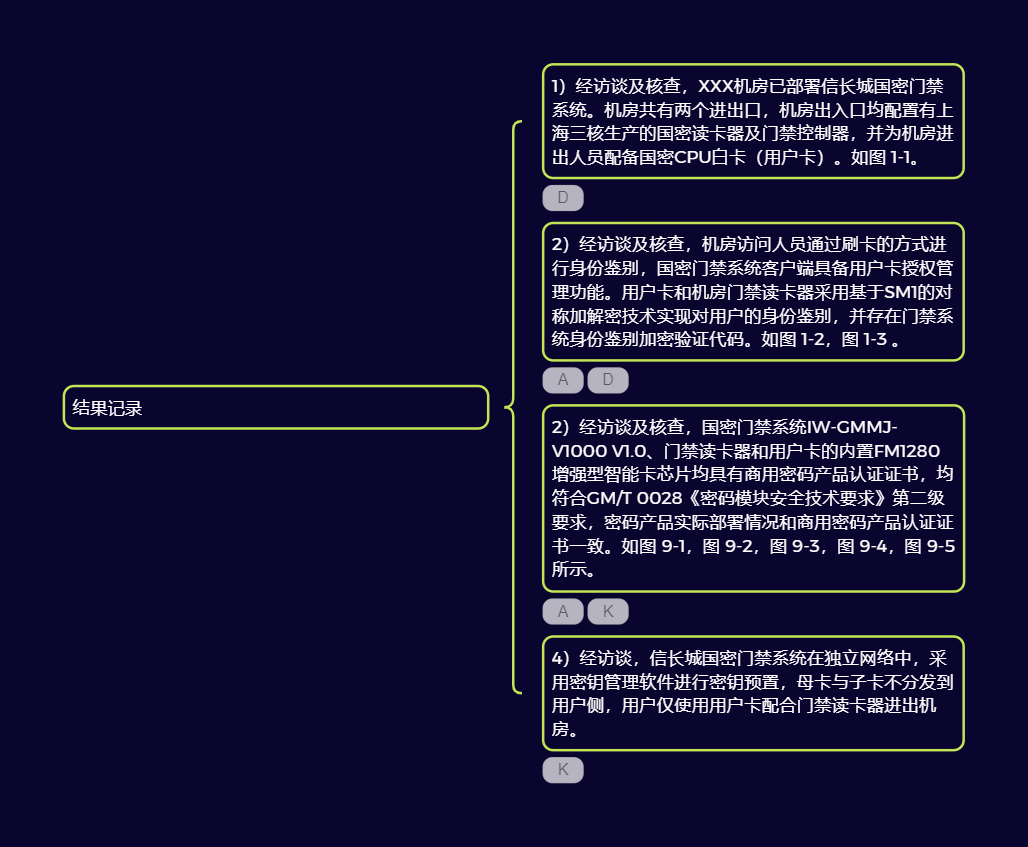 结果记录
1）经访谈及核查，XXX机房已部署信长城国密门禁
系统。机房共有两个进出口，机房出入口均配置有上
海三核生产的国密读卡器及门禁控制器，并为机房进
出人员配备国密CPU白卡（用户卡）。如图 1-1。
D
2）经访谈及核查，机房访问人员通过刷卡的方式进
行身份鉴别，国密门禁系统客户端具备用户卡授权管
理功能。用户卡和机房门禁读卡器采用基于SM1的对
称加解密技术实现对用户的身份鉴别，并存在门禁系
统身份鉴别加密验证代码。如图 1-2，图 1-3 。
A D
2）经访谈及核查，国密门禁系统IW-GMMJ-
V1000 V1.0、门禁读卡器和用户卡的内置FM1280
增强型智能卡芯片均具有商用密码产品认证证书，均
符合GM/T 0028《密码模块安全技术要求》第二级
要求，密码产品实际部署情况和商用密码产品认证证
书一致。如图 9-1，图 9-2，图 9-3，图 9-4，图 9-5
所示。
A K
4）经访谈，信长城国密门禁系统在独立网络中，采
用密钥管理软件进行密钥预置，母卡与子卡不分发到
用户侧，用户仅使用用户卡配合门禁读卡器进出机
房。
K